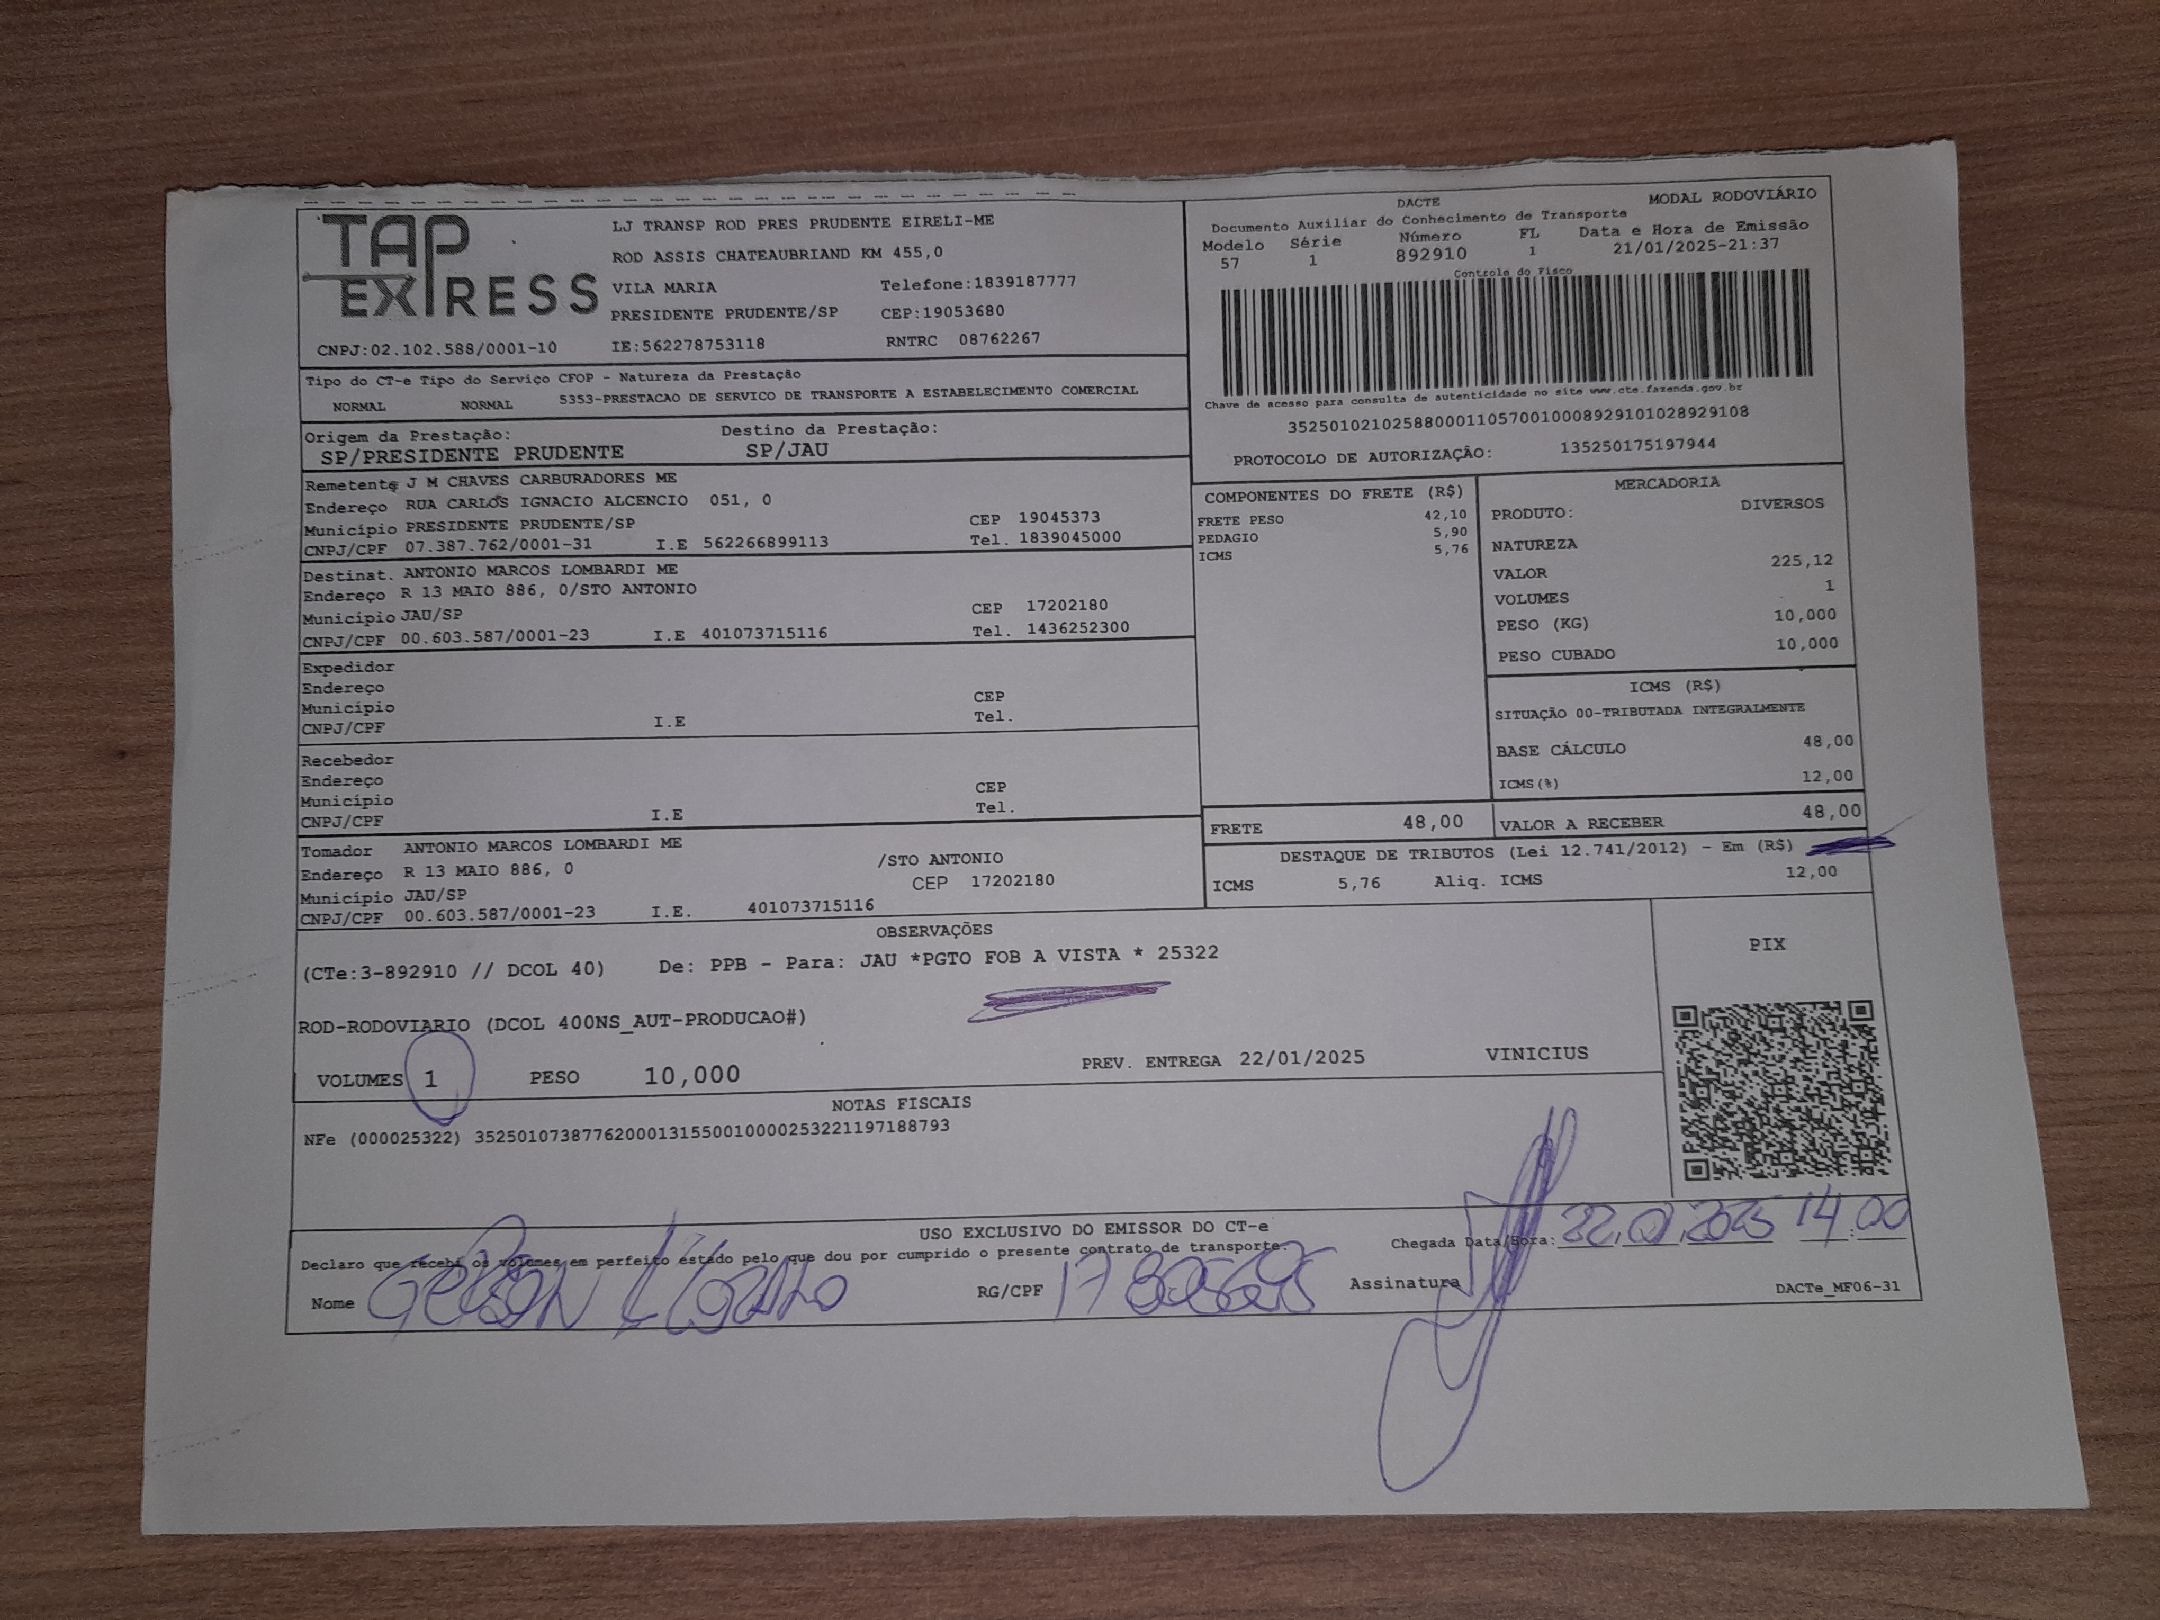 TAP EXPRESS
LJ TRANSP ROD PRES PRUDENTE EIRELI-ME
ROD ASSIS CHATEAUBRIAND KM 455,0
VILA MARIA Telefone:1839187777
PRESIDENTE PRUDENTE/SP CEP:19053680
CNPJ:02.102.588/0001-10 IE:562278753118 RNTRC 08762267
DACTE MODAL RODOVIÁRIO
Documento Auxiliar do Conhecimento de Transporte
Modelo Série Número FL Data e Hora de Emissão
57 1 892910 1 21/01/2025-21:37
Controle do Fisco
Chave de acesso para consulta de autenticidade no site www.cte.fazenda.gov.br
35250102102588000110570010008929101028929108
PROTOCOLO DE AUTORIZAÇÃO: 135250175197944
Tipo do CT-e Tipo do Serviço CFOP - Natureza da Prestação
NORMAL NORMAL 5353-PRESTACAO DE SERVICO DE TRANSPORTE A ESTABELECIMENTO COMERCIAL
Origem da Prestação: Destino da Prestação:
SP/PRESIDENTE PRUDENTE SP/JAU
Remetente J M CHAVES CARBURADORES ME
Endereço RUA CARLOS IGNACIO ALCENCIO 051, 0
Município PRESIDENTE PRUDENTE/SP CEP 19045373
CNPJ/CPF 07.387.762/0001-31 I.E 562266899113 Tel. 1839045000
Destinat. ANTONIO MARCOS LOMBARDI ME
Endereço R 13 MAIO 886, 0/STO ANTONIO
Município JAU/SP CEP 17202180
CNPJ/CPF 00.603.587/0001-23 I.E 401073715116 Tel. 1436252300
Expedidor
Endereço
Município CEP
CNPJ/CPF I.E Tel.
Recebedor
Endereço
Município CEP
CNPJ/CPF I.E Tel.
Tomador ANTONIO MARCOS LOMBARDI ME
Endereço R 13 MAIO 886, 0 /STO ANTONIO
Município JAU/SP CEP 17202180
CNPJ/CPF 00.603.587/0001-23 I.E. 401073715116
COMPONENTES DO FRETE (R$)
FRETE PESO 42,10
PEDAGIO 5,90
ICMS 5,76
MERCADORIA
PRODUTO: DIVERSOS
NATUREZA
VALOR 225,12
VOLUMES 1
PESO (KG) 10,000
PESO CUBADO 10,000
ICMS (R$)
SITUAÇÃO 00-TRIBUTADA INTEGRALMENTE
BASE CÁLCULO 48,00
ICMS(%) 12,00
FRETE 48,00 VALOR A RECEBER 48,00
DESTAQUE DE TRIBUTOS (Lei 12.741/2012) - Em (R$)
ICMS 5,76 Aliq. ICMS 12,00
OBSERVAÇÕES
(CTe:3-892910 // DCOL 40) De: PPB - Para: JAU *PGTO FOB A VISTA * 25322
ROD-RODOVIARIO (DCOL 400NS_AUT-PRODUCAO#)
VOLUMES 1 PESO 10,000 PREV. ENTREGA 22/01/2025 VINICIUS
PIX
NOTAS FISCAIS
NFe (000025322) 35250107387762000131550010000253221197188793
USO EXCLUSIVO DO EMISSOR DO CT-e
Declaro que recebi os volumes em perfeito estado pelo que dou por cumprido o presente contrato de transporte.
Chegada Data/Hora: 22.01.2025 14:00
Nome RG/CPF Assinatura
DACTe_MF06-31